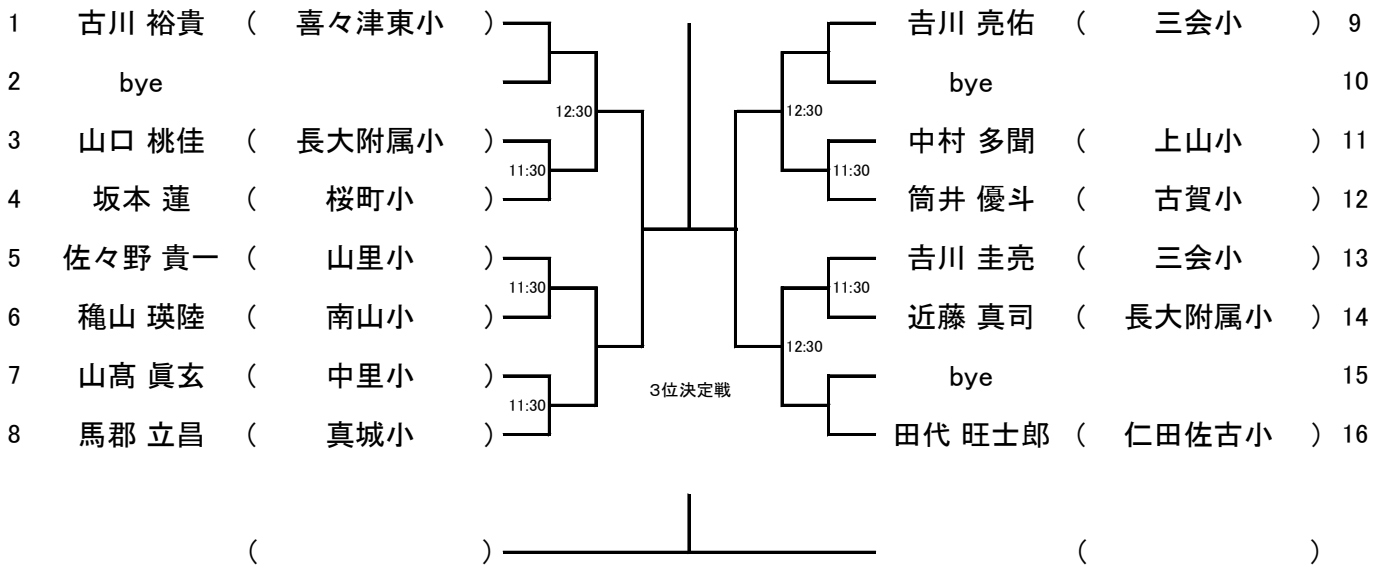 1 古川 裕貴 ( 喜々津東小 ) 吉川 亮佑 ( 三会小 ) 9
2 bye bye 10
12:30 12:30
3 山口 桃佳 ( 長大附属小 ) 中村 多聞 ( 上山小 ) 11
11:30 11:30
4 坂本 蓮 ( 桜町小 ) 筒井 優斗 ( 古賀小 ) 12
5 佐々野 貴一 ( 山里小 ) 吉川 圭亮 ( 三会小 ) 13
11:30 11:30
6 穐山 瑛陸 ( 南山小 ) 近藤 真司 ( 長大附属小 ) 14
12:30
7 山髙 眞玄 ( 中里小 ) 3位決定戦 bye 15
11:30
8 馬郡 立昌 ( 真城小 ) 田代 旺士郎 ( 仁田佐古小 ) 16
( ) ( )